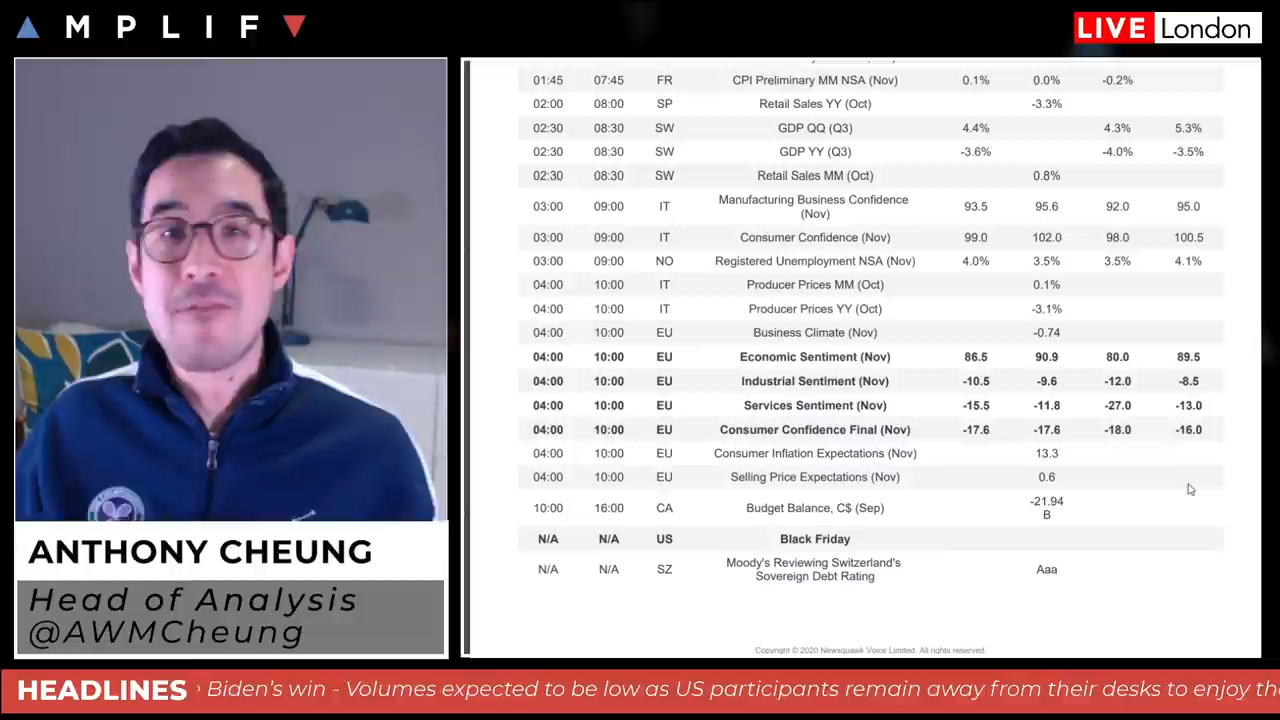 AMPLIFY
LIVE London
01:45 07:45 FR CPI Preliminary MM NSA (Nov) 0.1% 0.0% -0.2%
02:00 08:00 SP Retail Sales YY (Oct) -3.3%
02:30 08:30 SW GDP QQ (Q3) 4.4% 4.3% 5.3%
02:30 08:30 SW GDP YY (Q3) -3.6% -4.0% -3.5%
02:30 08:30 SW Retail Sales MM (Oct) 0.8%
03:00 09:00 IT Manufacturing Business Confidence (Nov) 93.5 95.6 92.0 95.0
03:00 09:00 IT Consumer Confidence (Nov) 99.0 102.0 98.0 100.5
03:00 09:00 NO Registered Unemployment NSA (Nov) 4.0% 3.5% 3.5% 4.1%
04:00 10:00 IT Producer Prices MM (Oct) 0.1%
04:00 10:00 IT Producer Prices YY (Oct) -3.1%
04:00 10:00 EU Business Climate (Nov) -0.74
04:00 10:00 EU Economic Sentiment (Nov) 86.5 90.9 80.0 89.5
04:00 10:00 EU Industrial Sentiment (Nov) -10.5 -9.6 -12.0 -8.5
04:00 10:00 EU Services Sentiment (Nov) -15.5 -11.8 -27.0 -13.0
04:00 10:00 EU Consumer Confidence Final (Nov) -17.6 -17.6 -18.0 -16.0
04:00 10:00 EU Consumer Inflation Expectations (Nov) 13.3
04:00 10:00 EU Selling Price Expectations (Nov) 0.6
10:00 16:00 CA Budget Balance, C$ (Sep) -21.94 B
N/A N/A US Black Friday
N/A N/A SZ Moody's Reviewing Switzerland's Sovereign Debt Rating Aaa
Copyright © 2020 Newsquawk Voice Limited. All rights reserved.
ANTHONY CHEUNG
Head of Analysis
@AWMCheung
HEADLINES Biden's win - Volumes expected to be low as US participants remain away from their desks to enjoy